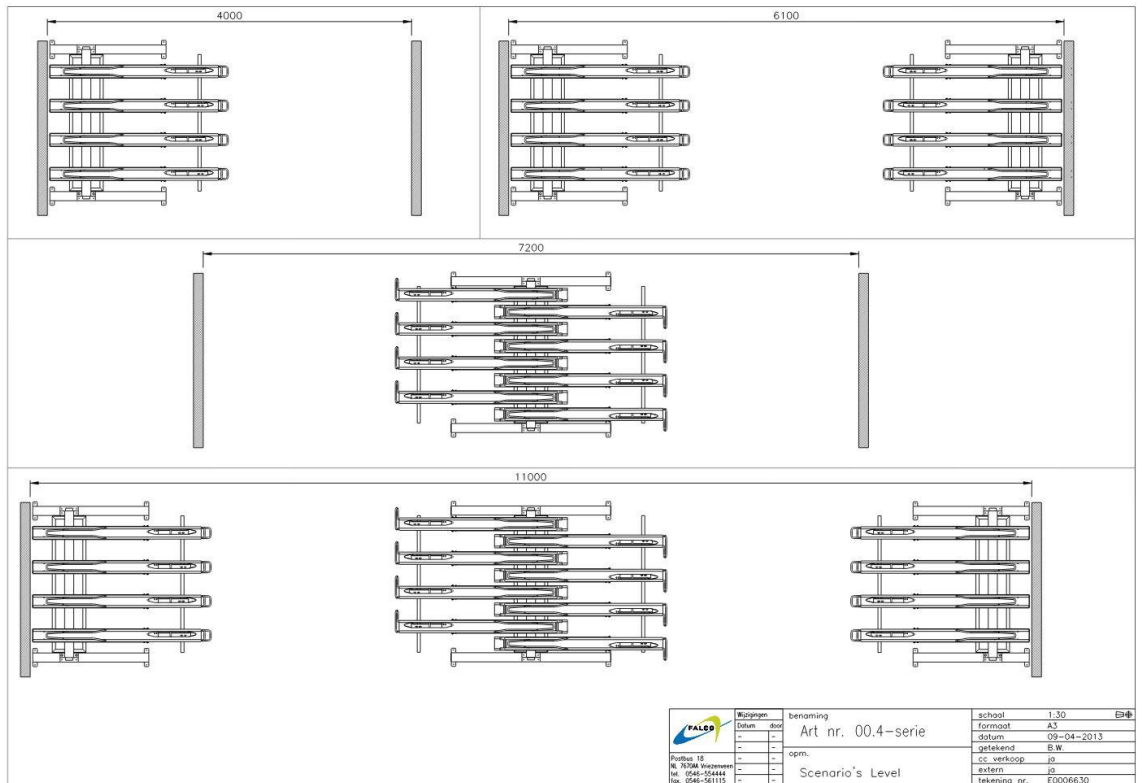 4000
6100
7200
11000
FALCO
Postbus 18
NL 7670AA Vriezenveen
tel. 0546-554444
fax. 0546-561115
Wijzigingen
Datum door
- -
- -
- -
- -
- -
benaming
Art nr. 00.4-serie
opm.
Scenario's Level
schaal 1:30
formaat A3
datum 09-04-2013
getekend B.W.
cc verkoop ja
extern ja
tekening nr. E0006630